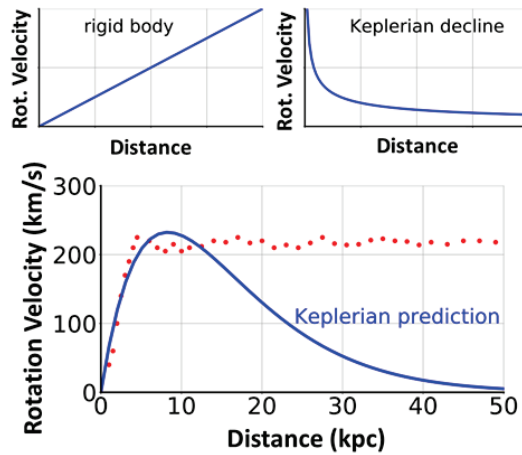 rigid body
Rot. Velocity
Distance
Keplerian decline
Rot. Velocity
Distance
300
200
100
0
Rotation Velocity (km/s)
Keplerian prediction
0 10 20 30 40 50
Distance (kpc)